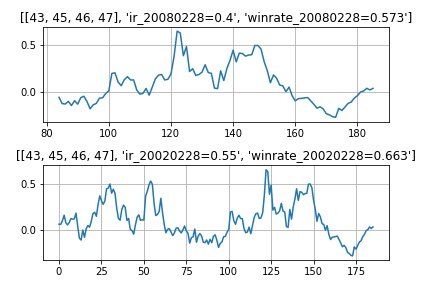 [[43, 45, 46, 47], 'ir_20080228=0.4', 'winrate_20080228=0.573']
0.5
0.0
80 100 120 140 160 180
[[43, 45, 46, 47], 'ir_20020228=0.55', 'winrate_20020228=0.663']
0.5
0.0
0 25 50 75 100 125 150 175